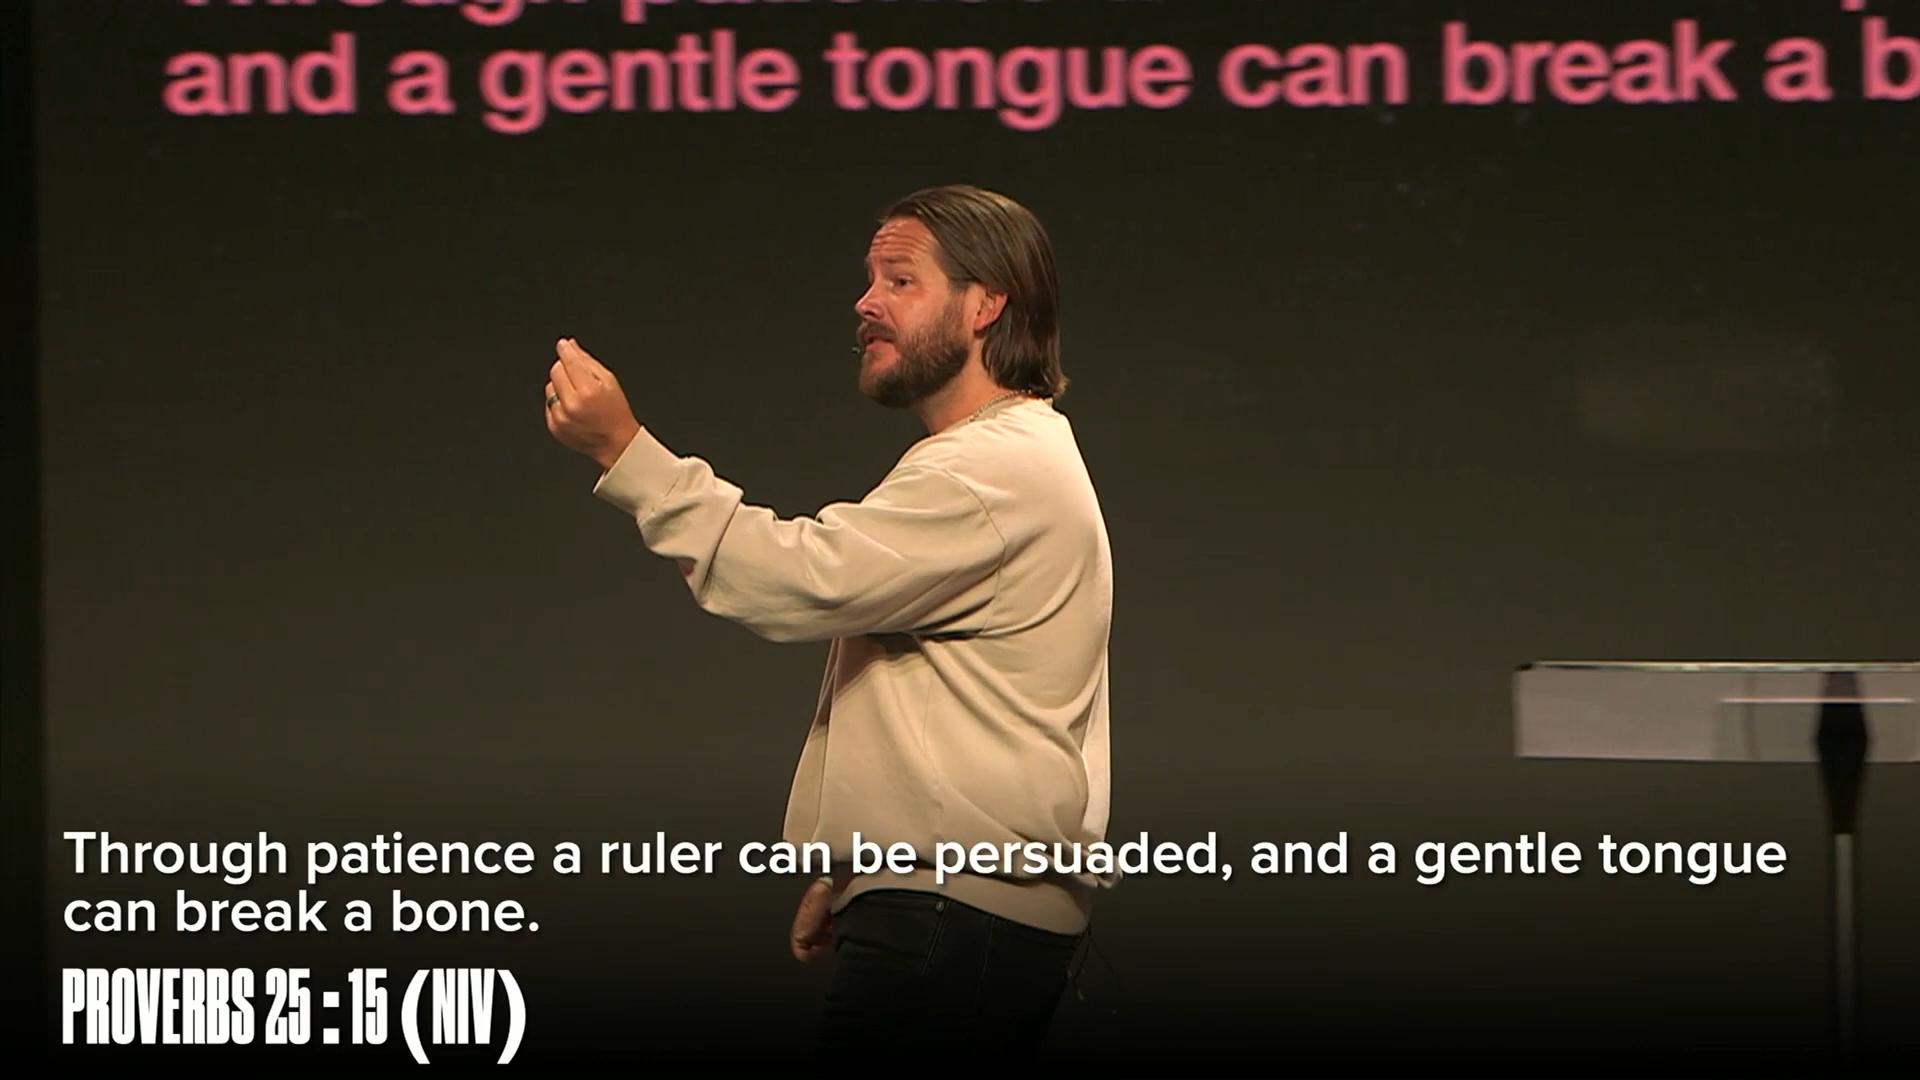 and a gentle tongue can break a b
Through patience a ruler can be persuaded, and a gentle tongue
can break a bone.
PROVERBS 25:15 (NIV)